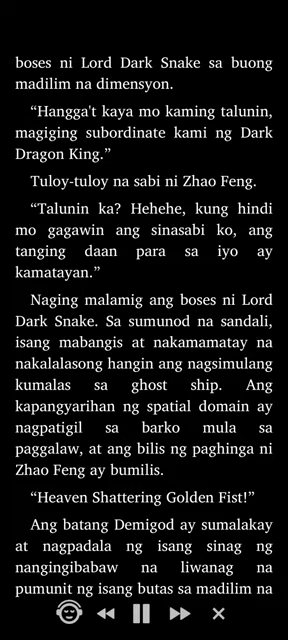 boses ni Lord Dark Snake sa buong
madilim na dimensyon.
“Hangga't kaya mo kaming talunin,
magiging subordinate kami ng Dark
Dragon King.”
Tuloy-tuloy na sabi ni Zhao Feng.
“Talunin ka? Hehehe, kung hindi
mo gagawin ang sinasabi ko, ang
tanging daan para sa iyo ay
kamatayan.”
Naging malamig ang boses ni Lord
Dark Snake. Sa sumunod na sandali,
isang mabangis at nakamamatay na
nakalalasong hangin ang nagsimulang
kumalas sa ghost ship. Ang
kapangyarihan ng spatial domain ay
nagpatigil sa barko mula sa
paggalaw, at ang bilis ng paghinga ni
Zhao Feng ay bumilis.
“Heaven Shattering Golden Fist!”
Ang batang Demigod ay sumalakay
at nagpadala ng isang sinag ng
nangingibabaw na liwanag na
pumunit ng isang butas sa madilim na